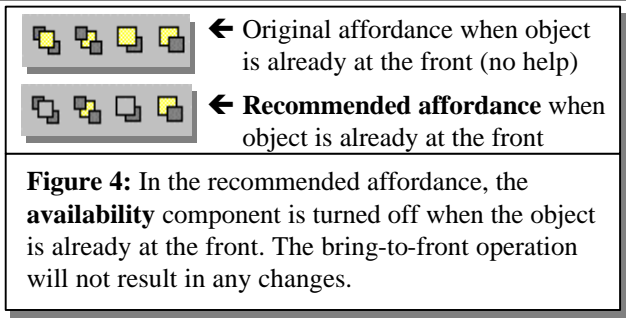 🡸 Original affordance when object
is already at the front (no help)
🡸 Recommended affordance when
object is already at the front
Figure 4: In the recommended affordance, the
availability component is turned off when the object
is already at the front. The bring-to-front operation
will not result in any changes.